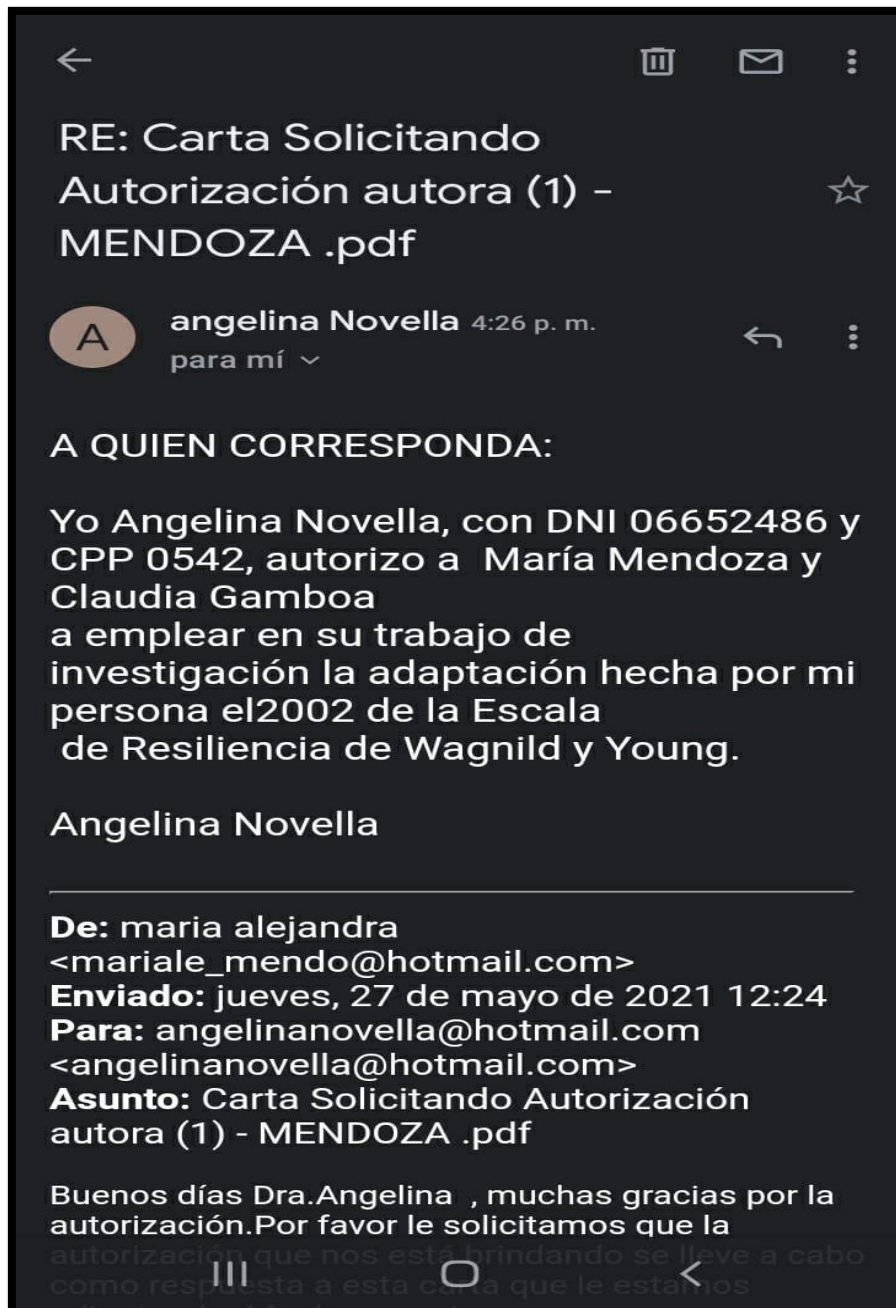 RE: Carta Solicitando
Autorización autora (1) -
MENDOZA .pdf
A
angelina Novella 4:26 p. m.
para mí
A QUIEN CORRESPONDA:
Yo Angelina Novella, con DNI 06652486 y
CPP 0542, autorizo a María Mendoza y
Claudia Gamboa
a emplear en su trabajo de
investigación la adaptación hecha por mi
persona el2002 de la Escala
de Resiliencia de Wagnild y Young.
Angelina Novella
De: maria alejandra
<mariale_mendo@hotmail.com>
Enviado: jueves, 27 de mayo de 2021 12:24
Para: angelinanovella@hotmail.com
<angelinanovella@hotmail.com>
Asunto: Carta Solicitando Autorización
autora (1) - MENDOZA .pdf
Buenos días Dra.Angelina , muchas gracias por la
autorización.Por favor le solicitamos que la
autorización que nos está brindando se lleve a cabo
como respuesta a esta carta que le estamos